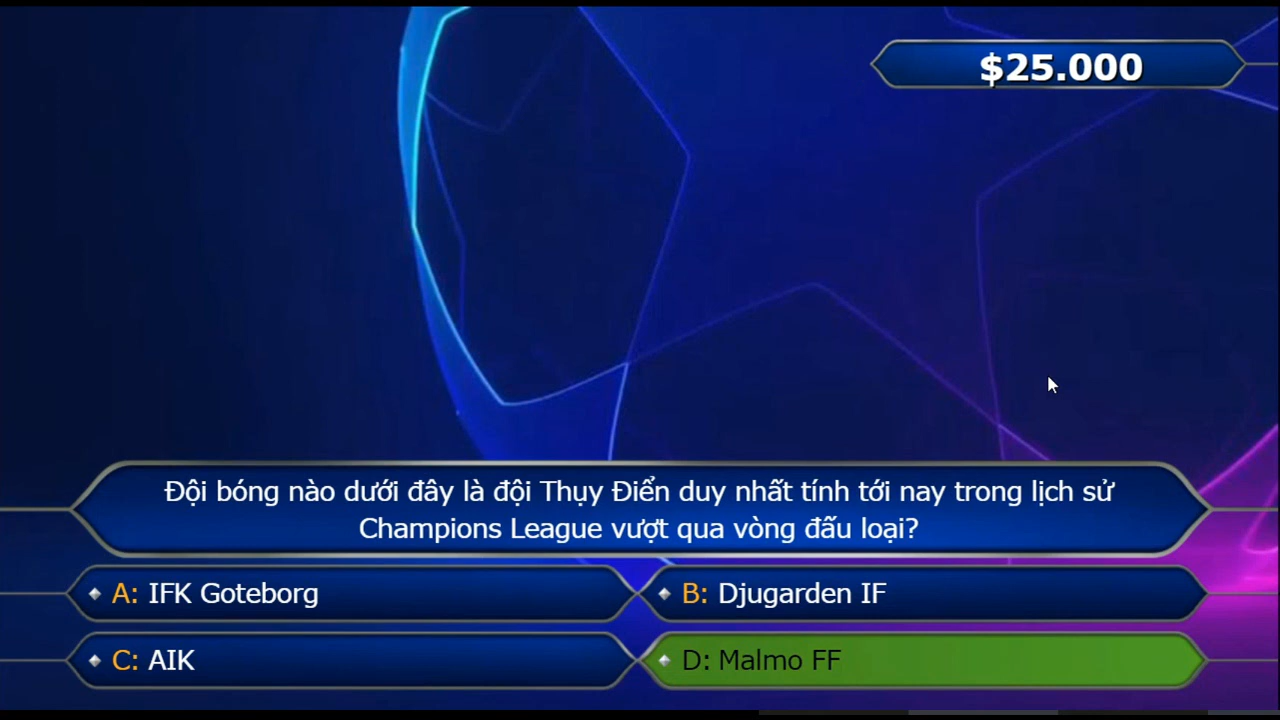 $25.000
Đội bóng nào dưới đây là đội Thụy Điển duy nhất tính tới nay trong lịch sử
Champions League vượt qua vòng đấu loại?
A: IFK Goteborg
B: Djugarden IF
C: AIK
D: Malmo FF